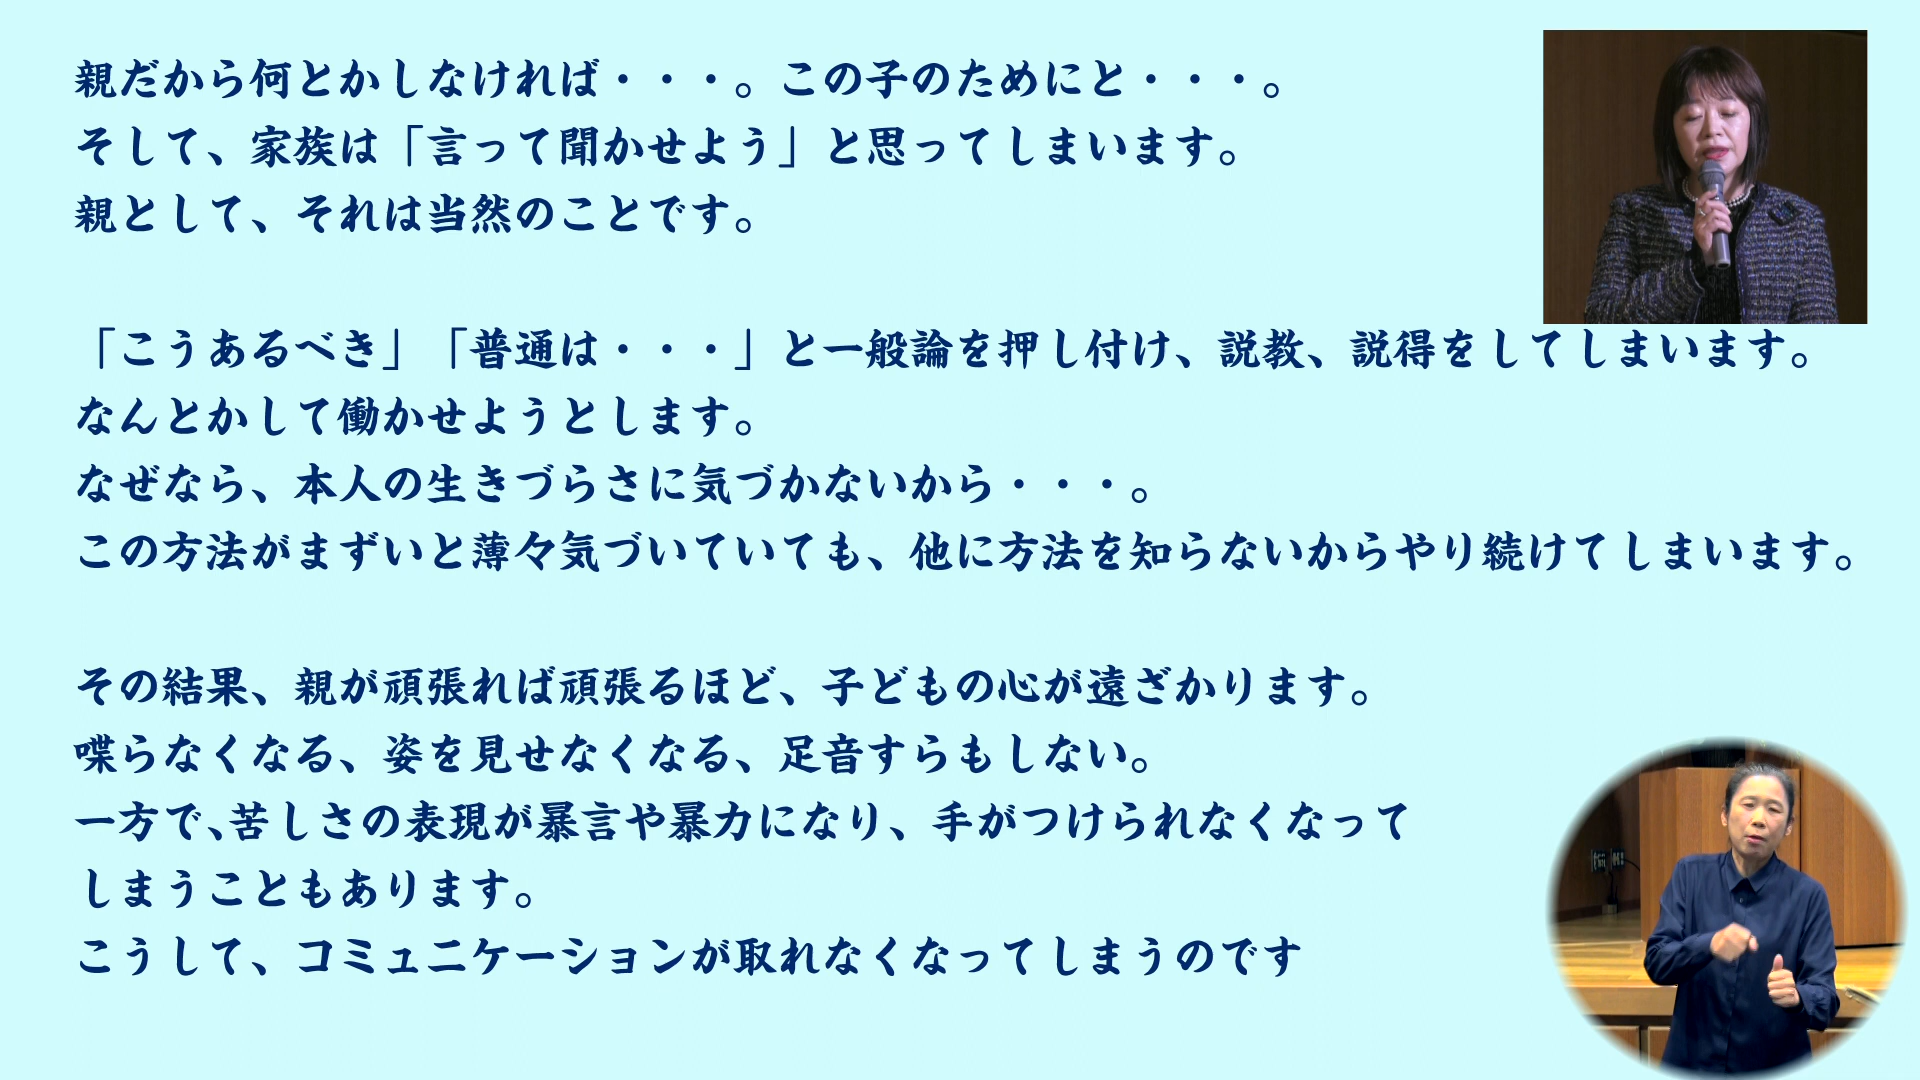 親だから何とかしなければ・・・。この子のためにと・・・。
そして、家族は「言って聞かせよう」と思ってしまいます。
親として、それは当然のことです。
「こうあるべき」「普通は・・・」と一般論を押し付け、説教、説得をしてしまいます。
なんとかして働かせようとします。
なぜなら、本人の生きづらさに気づかないから・・・。
この方法がまずいと薄々気づいていても、他に方法を知らないからやり続けてしまいます。
その結果、親が頑張れば頑張るほど、子どもの心が遠ざかります。
喋らなくなる、姿を見せなくなる、足音すらもしない。
一方で、苦しさの表現が暴言や暴力になり、手がつけられなくなって
しまうこともあります。
こうして、コミュニケーションが取れなくなってしまうのです